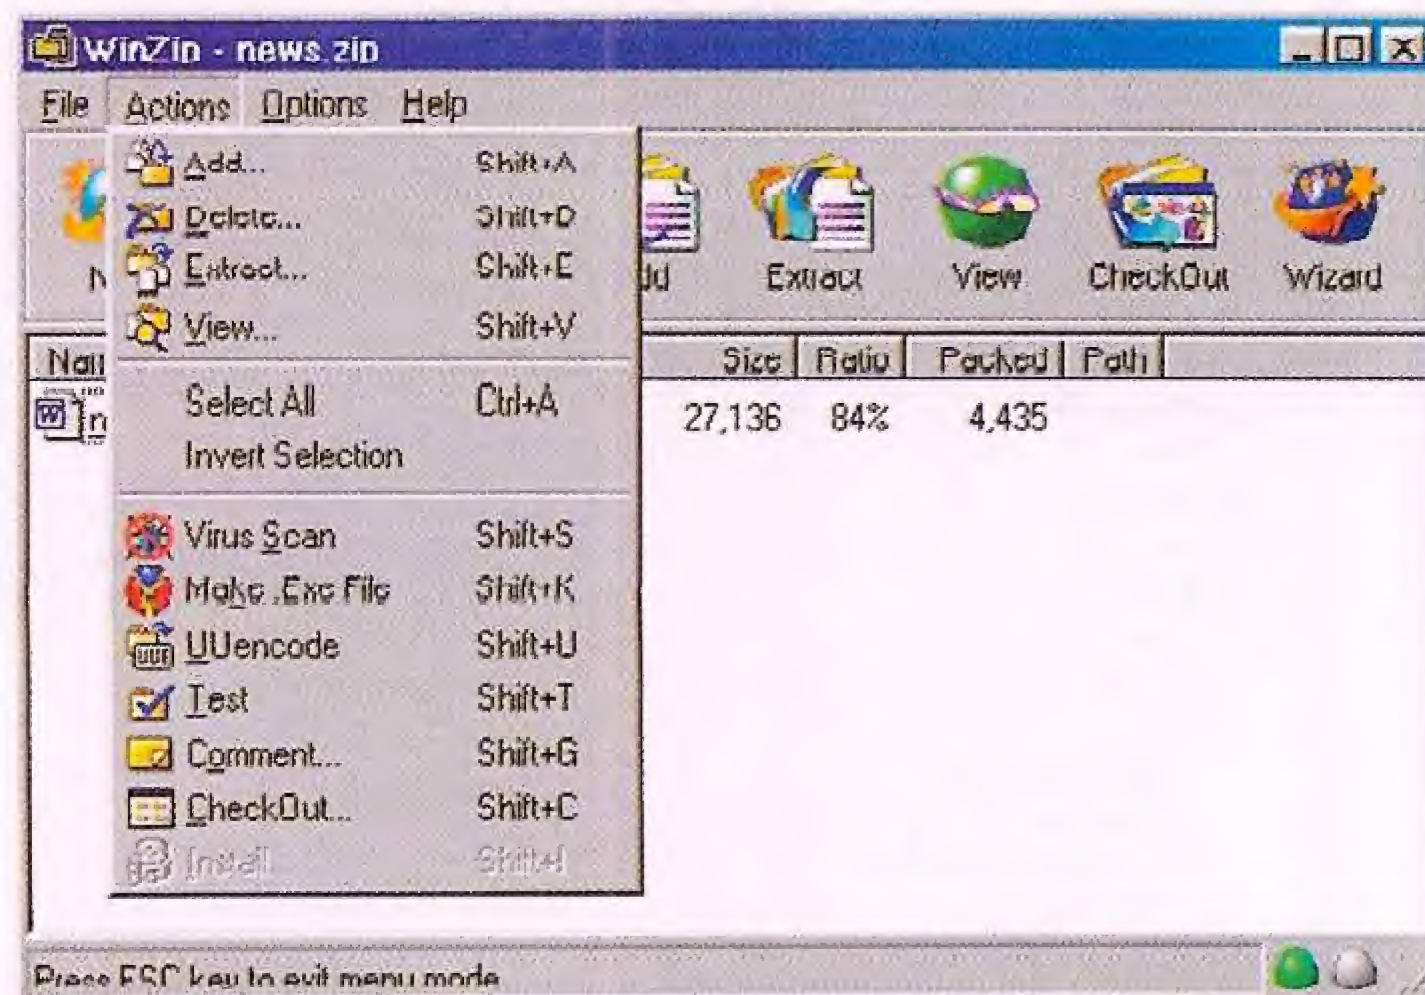 WinZip - news.zip
File Actions Options Help
Add... Shift+A
Delete... Shift+D
Extract... Shift+E
View... Shift+V
Extract View CheckOut Wizard
Size Ratio Packed Path
27,136 84% 4,435
Select All Ctrl+A
Invert Selection
Virus Scan Shift+S
Make .Exe File Shift+K
UUencode Shift+U
Test Shift+T
Comment... Shift+G
CheckOut... Shift+C
Install Shift+I
Press ESC key to exit menu mode